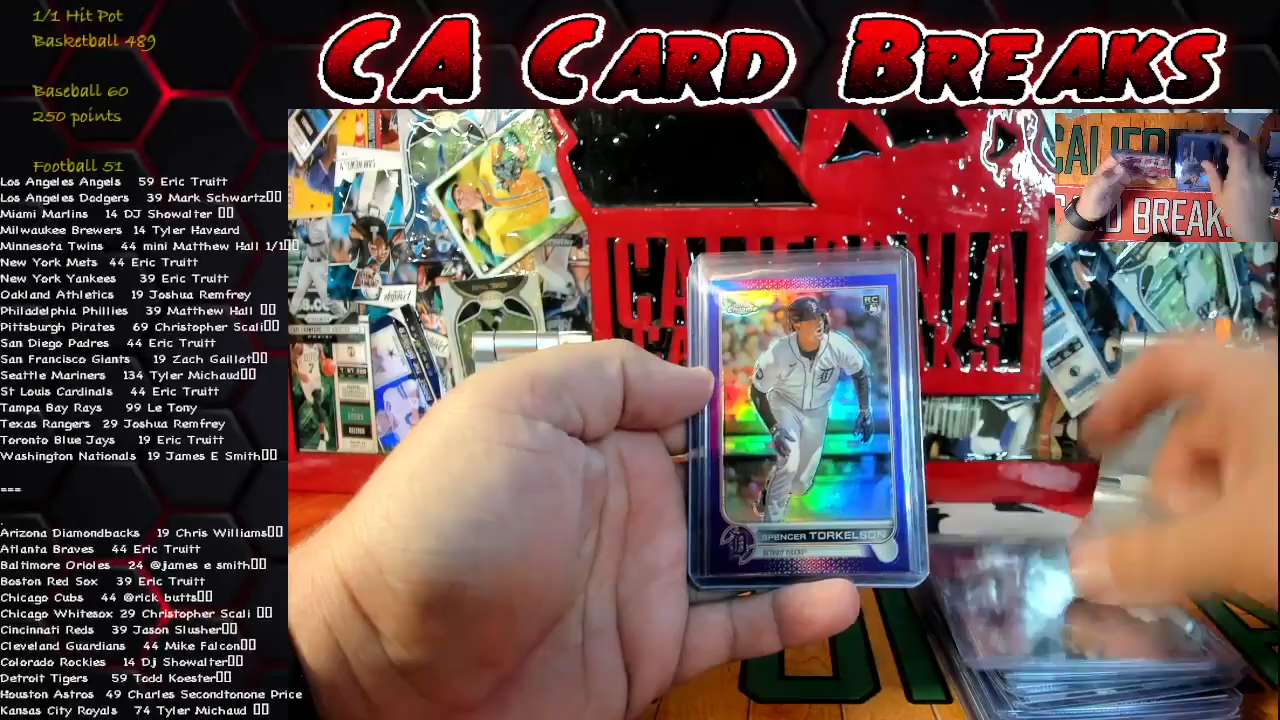 1/1 Hit Pot
Basketball 489
Baseball 60
250 points
Football 51
Los Angeles Angels 59 Eric Truitt
Los Angeles Dodgers 39 Mark Schwartz
Miami Marlins 14 DJ Showalter
Milwaukee Brewers 14 Tyler Haveard
Minnesota Twins 44 mini Matthew Hall 1/1
New York Mets 44 Eric Truitt
New York Yankees 39 Eric Truitt
Oakland Athletics 19 Joshua Remfrey
Philadelphia Phillies 39 Matthew Hall
Pittsburgh Pirates 69 Christopher Scali
San Diego Padres 44 Eric Truitt
San Francisco Giants 19 Zach Gaillot
Seattle Mariners 134 Tyler Michaud
St Louis Cardinals 44 Eric Truitt
Tampa Bay Rays 99 Le Tony
Texas Rangers 29 Joshua Remfrey
Toronto Blue Jays 19 Eric Truitt
Washington Nationals 19 James E Smith
===
.
Arizona Diamondbacks 19 Chris Williams
Atlanta Braves 44 Eric Truitt
Baltimore Orioles 24 @james e smith
Boston Red Sox 39 Eric Truitt
Chicago Cubs 44 @rick butts
Chicago Whitesox 29 Christopher Scali
Cincinnati Reds 39 Jason Slusher
Cleveland Guardians 44 Mike Falcon
Colorado Rockies 14 Dj Showalter
Detroit Tigers 59 Todd Koester
Houston Astros 49 Charles Secondtonone Price
Kansas City Royals 74 Tyler Michaud
CA CARD BREAKS
Chrome
RC
SPENCER TORKELSON
DETROIT TIGERS
BREAKS